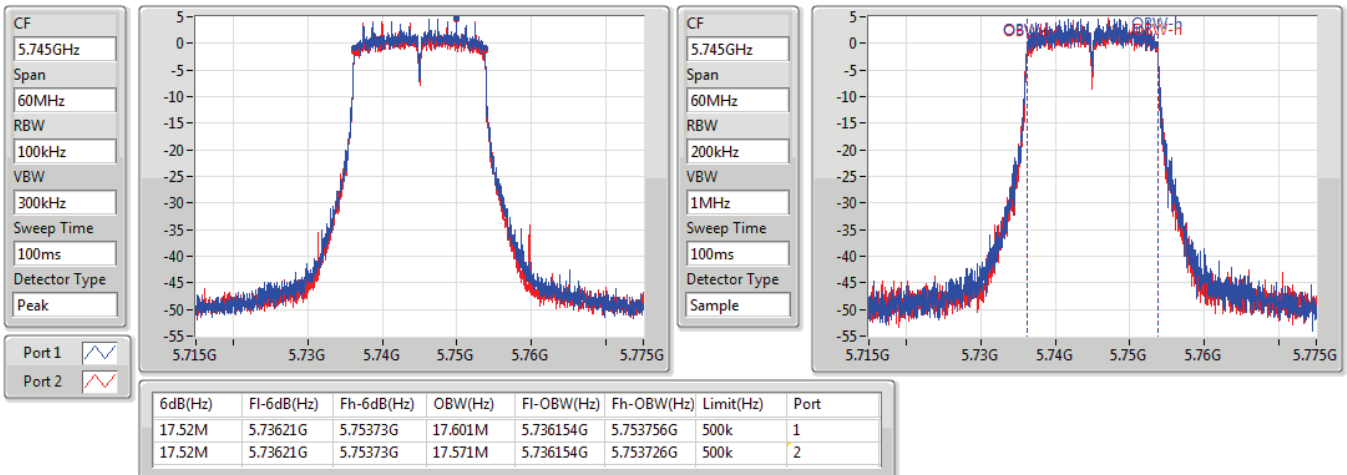 CF
5.745GHz
Span
60MHz
RBW
100kHz
VBW
300kHz
Sweep Time
100ms
Detector Type
Peak
Port 1
Port 2
5
0
-5
-10
-15
-20
-25
-30
-35
-40
-45
-50
-55
5.715G 5.73G 5.74G 5.75G 5.76G 5.775G
CF
5.745GHz
Span
60MHz
RBW
200kHz
VBW
1MHz
Sweep Time
100ms
Detector Type
Sample
OBW-h
5
0
-5
-10
-15
-20
-25
-30
-35
-40
-45
-50
-55
5.715G 5.73G 5.74G 5.75G 5.76G 5.775G
6dB(Hz) Fl-6dB(Hz) Fh-6dB(Hz) OBW(Hz) Fl-OBW(Hz) Fh-OBW(Hz) Limit(Hz) Port
17.52M 5.73621G 5.75373G 17.601M 5.736154G 5.753756G 500k 1
17.52M 5.73621G 5.75373G 17.571M 5.736154G 5.753726G 500k 2